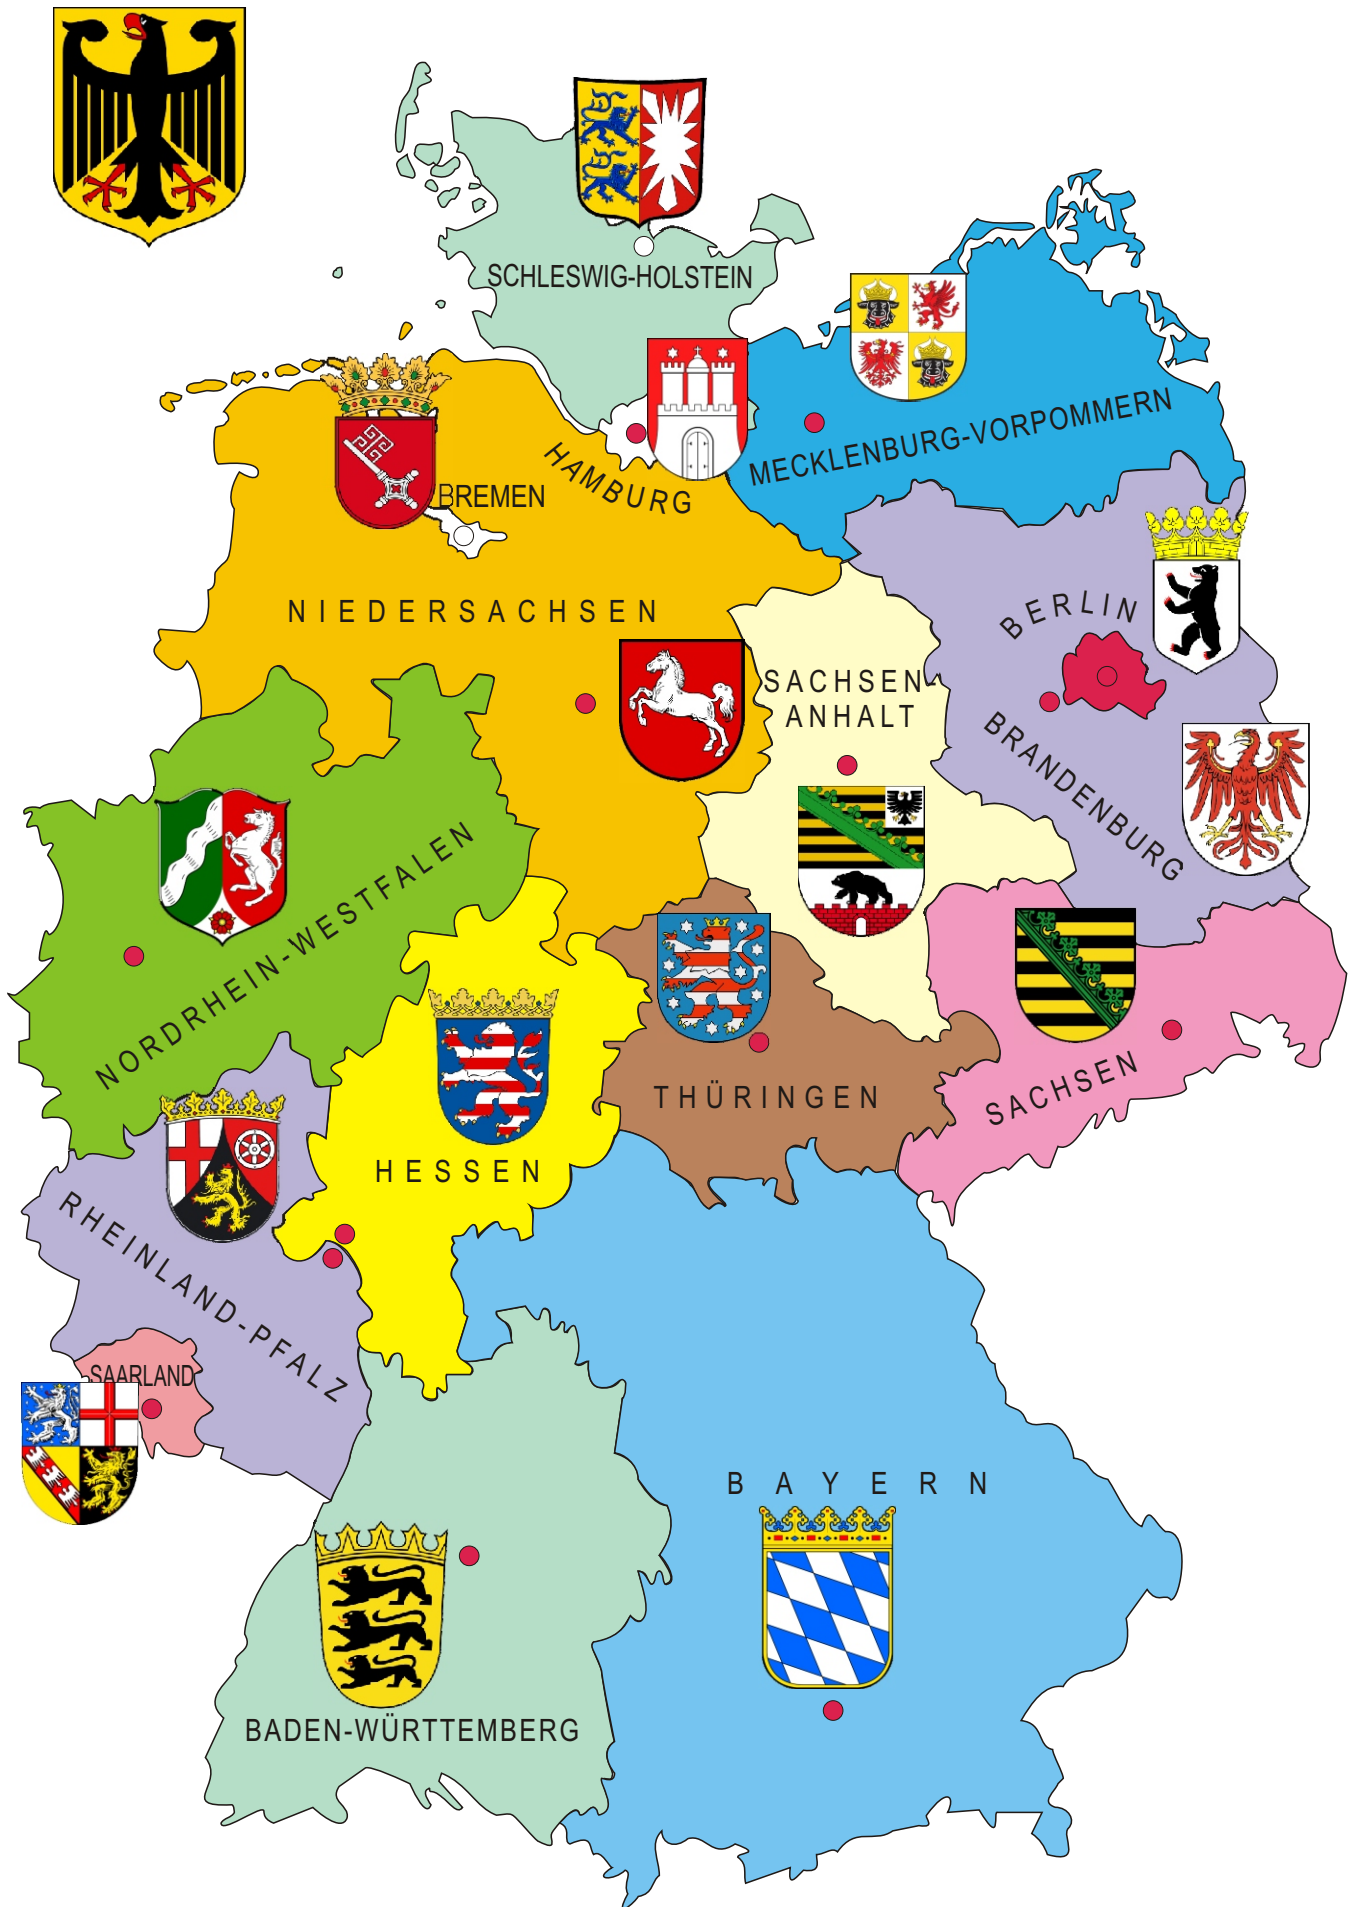 SCHLESWIG-HOLSTEIN
MECKLENBURG-VORPOMMERN
HAMBURG
BREMEN
NIEDERSACHSEN
BERLIN
SACHSEN-
ANHALT
BRANDENBURG
NORDRHEIN-WESTFALEN
THÜRINGEN
SACHSEN
HESSEN
RHEINLAND-PFALZ
SAARLAND
BAYERN
BADEN-WÜRTTEMBERG